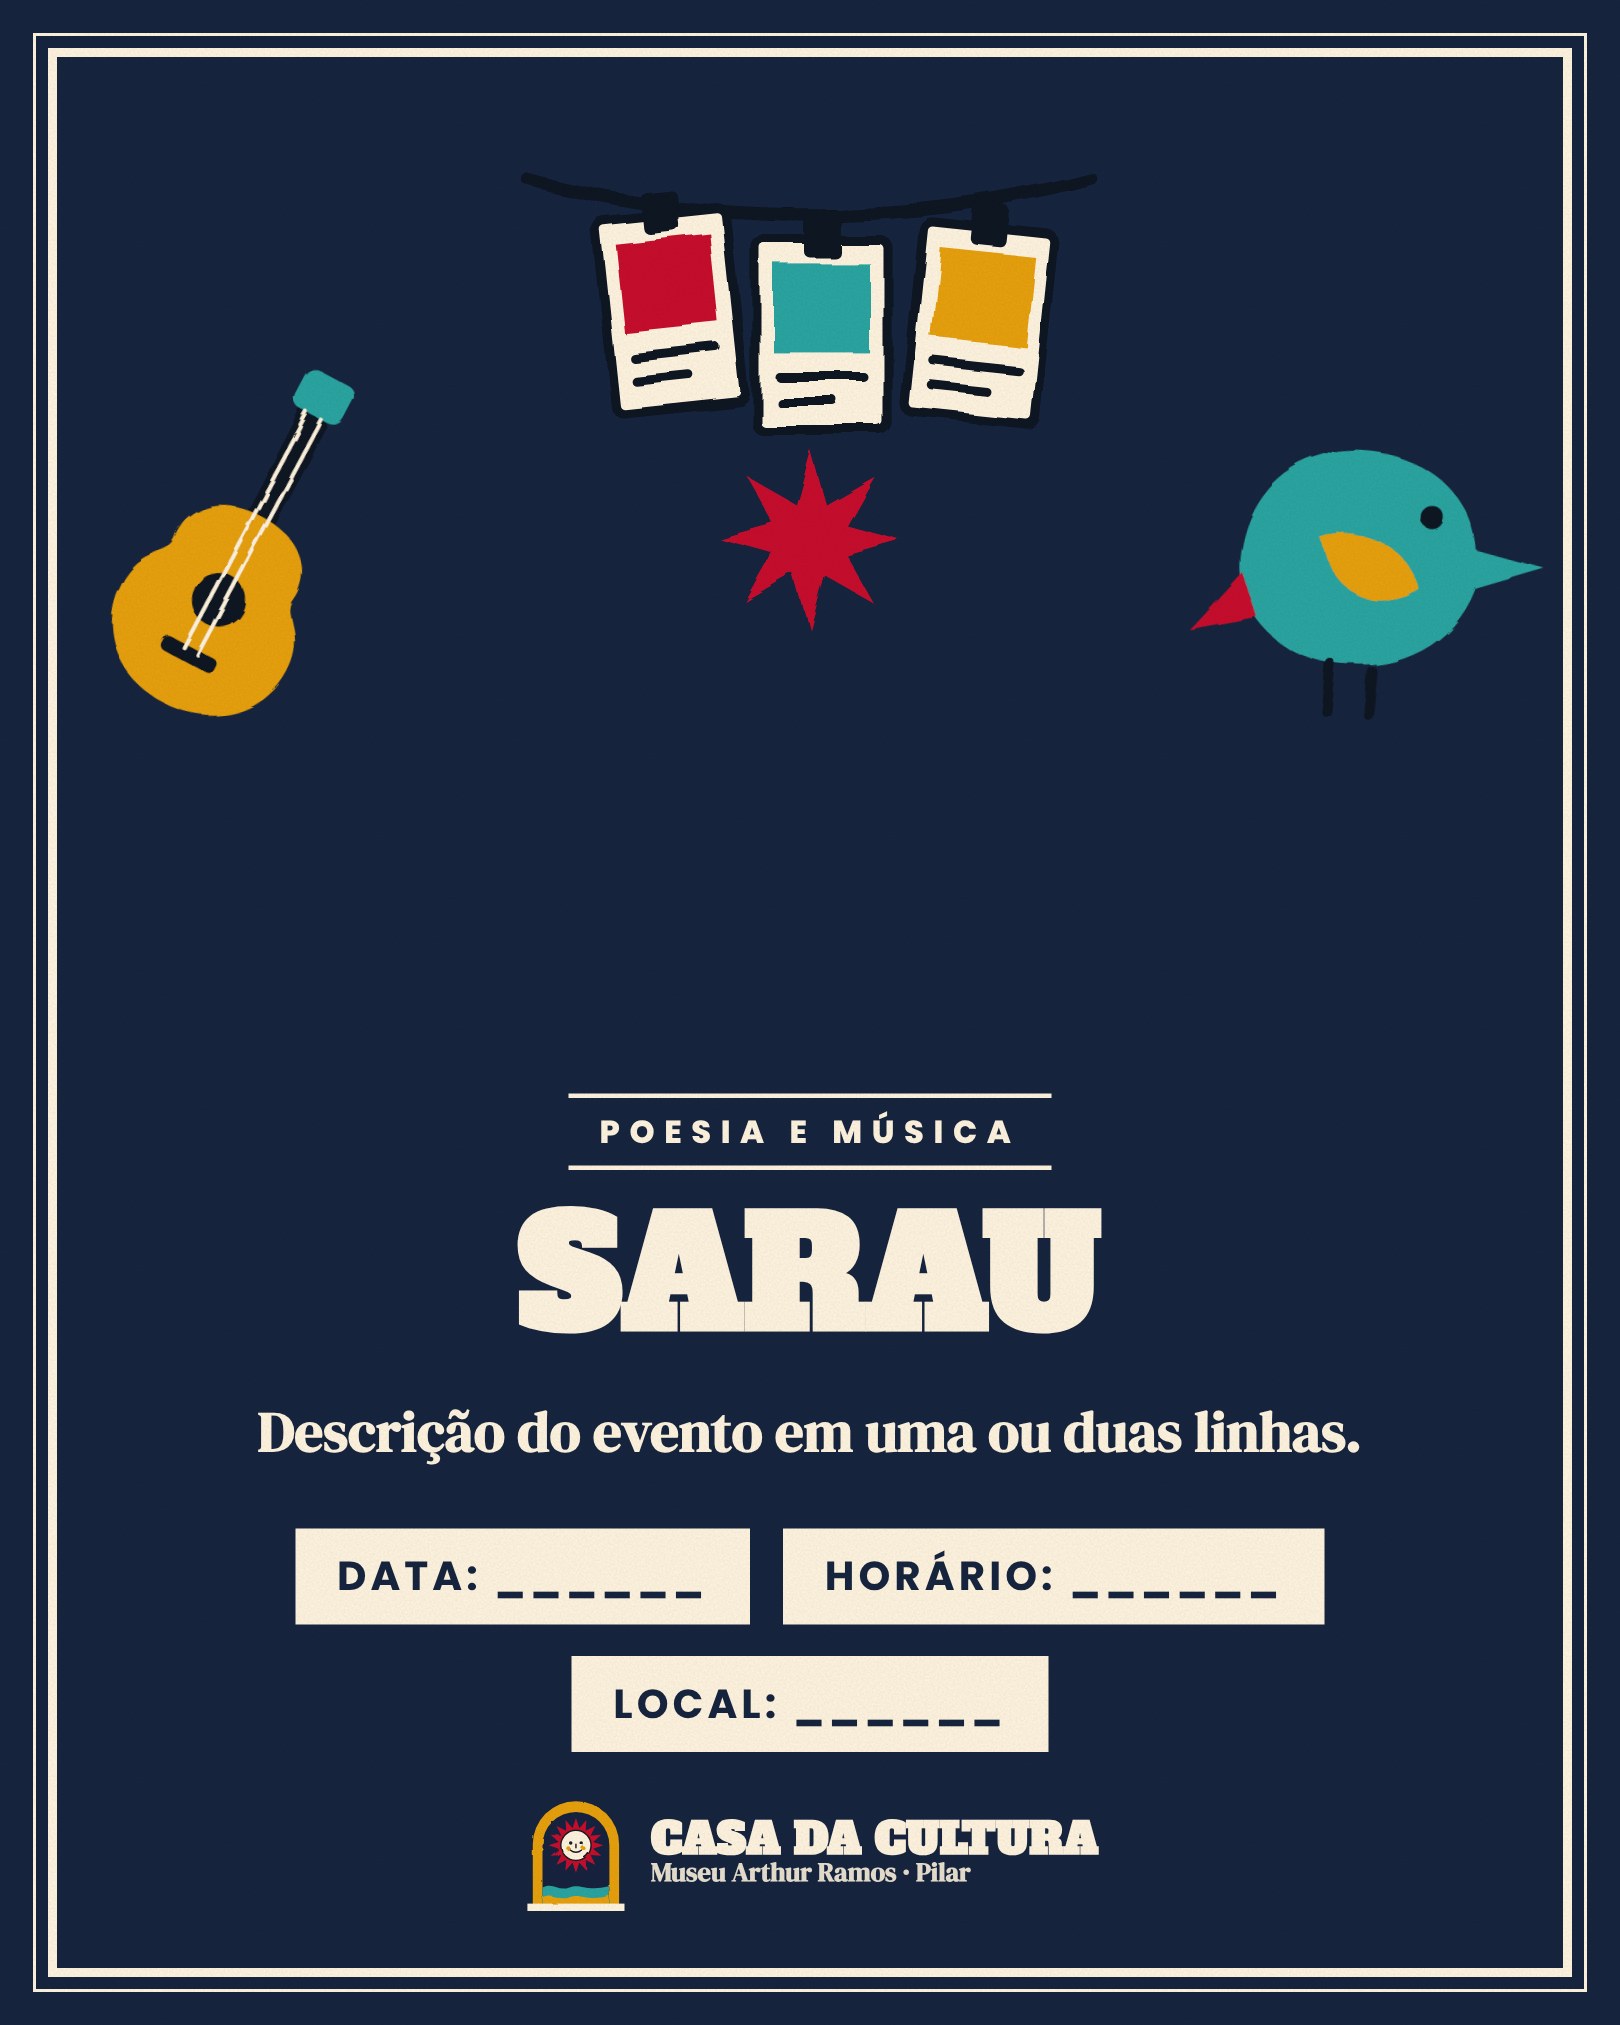 POESIA E MÚSICA
SARAU
Descrição do evento em uma ou duas linhas.
DATA: ______
HORÁRIO: ______
LOCAL: ______
CASA DA CULTURA
Museu Arthur Ramos · Pilar